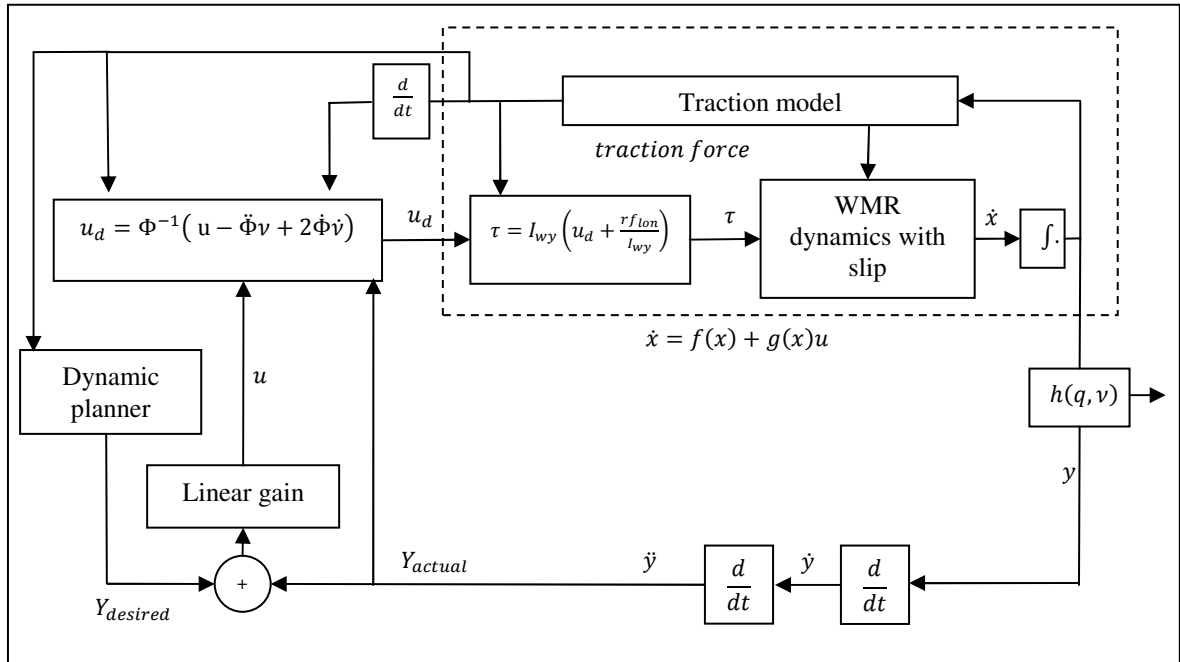 d/dt
Traction model
traction force
u_d = Φ⁻¹( u − Φ̈ν + 2Φ̇ν̇)
u_d
τ = I_wy (u_d + rf_lon/I_wy)
τ
WMR
dynamics with
slip
ẋ
∫.
ẋ = f(x) + g(x)u
Dynamic
planner
u
h(q, ν)
y
Linear gain
Y_actual
ÿ
d/dt
ẏ
d/dt
+
Y_desired